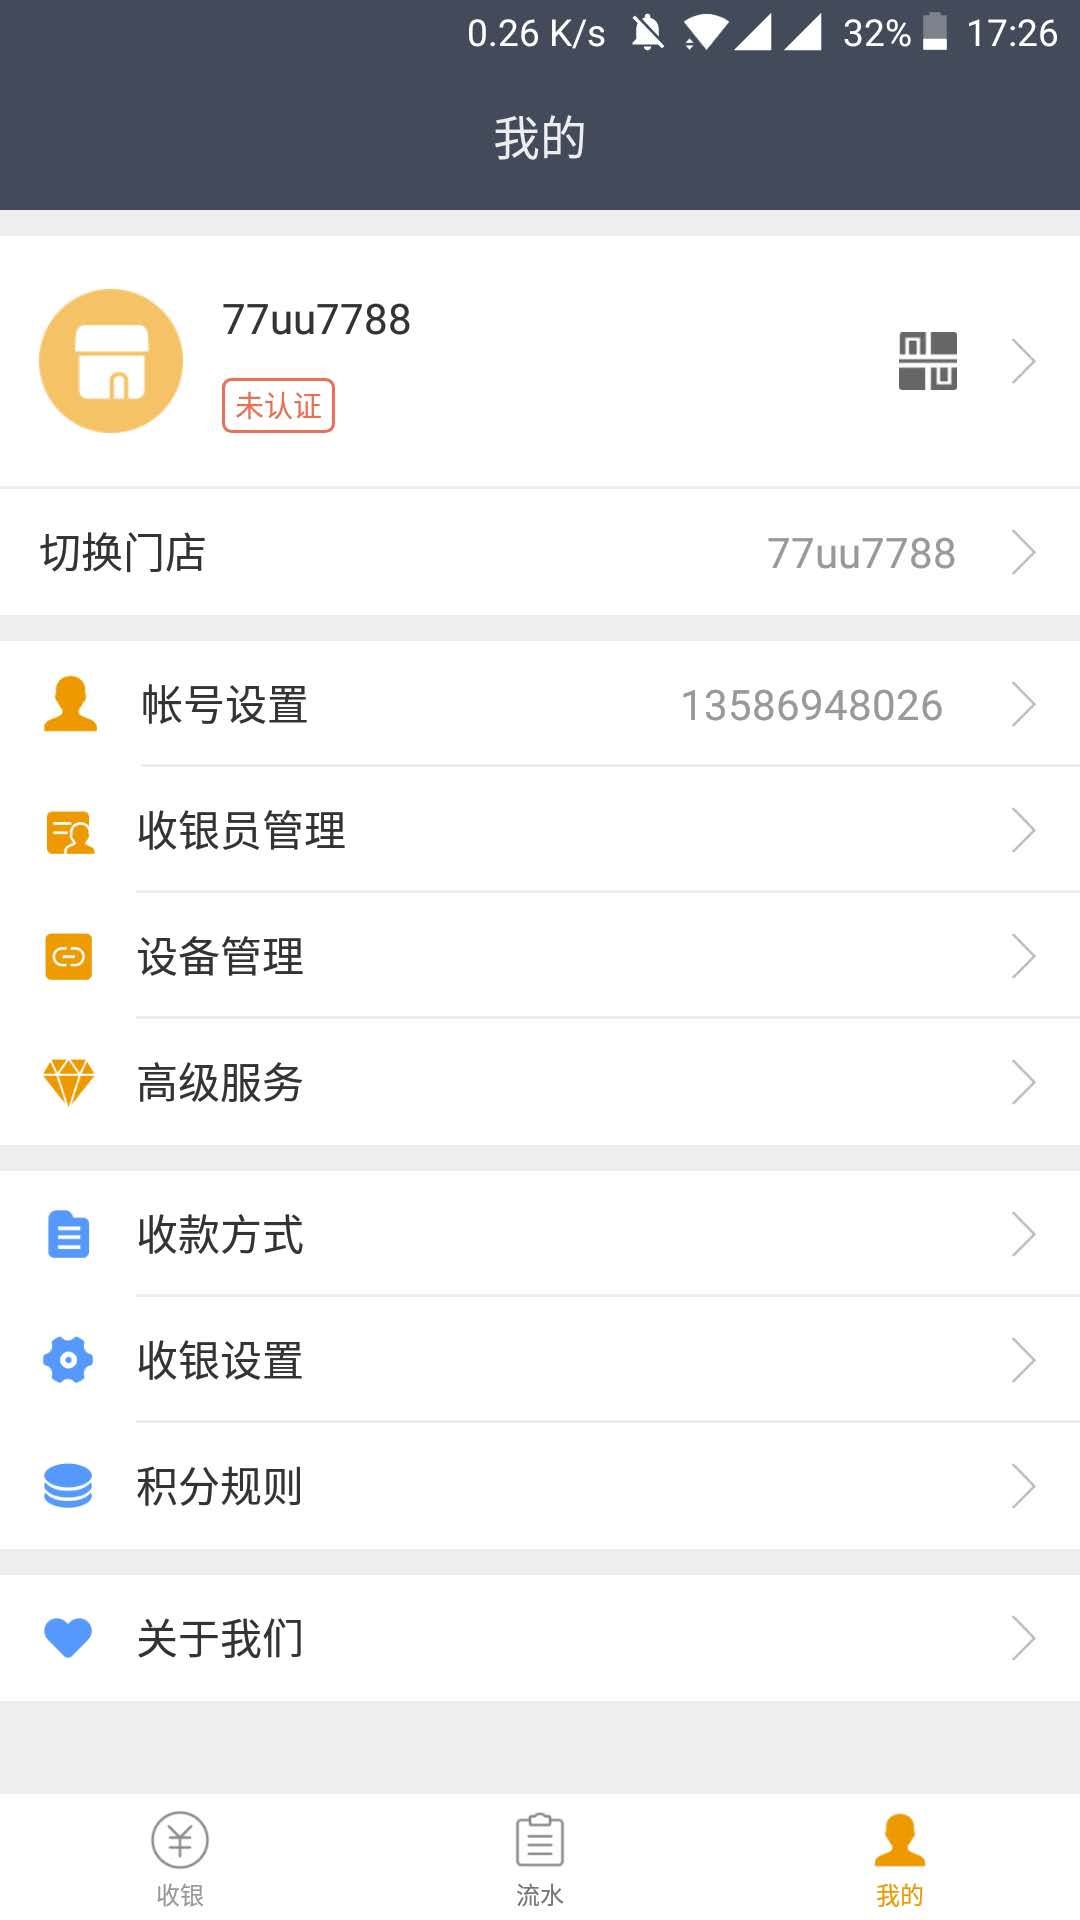 0.26 K/s 32% 17:26
我的
77uu7788
未认证
切换门店 77uu7788
帐号设置 13586948026
收银员管理
设备管理
高级服务
收款方式
收银设置
积分规则
关于我们
收银 流水 我的